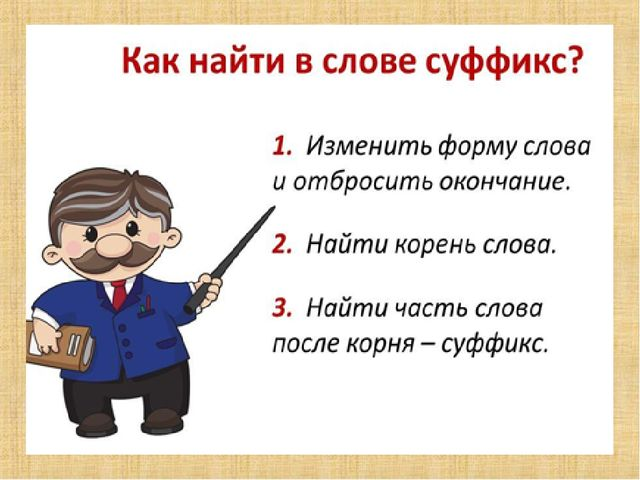 Как найти в слове суффикс?
1. Изменить форму слова
и отбросить окончание.
2. Найти корень слова.
3. Найти часть слова
после корня – суффикс.